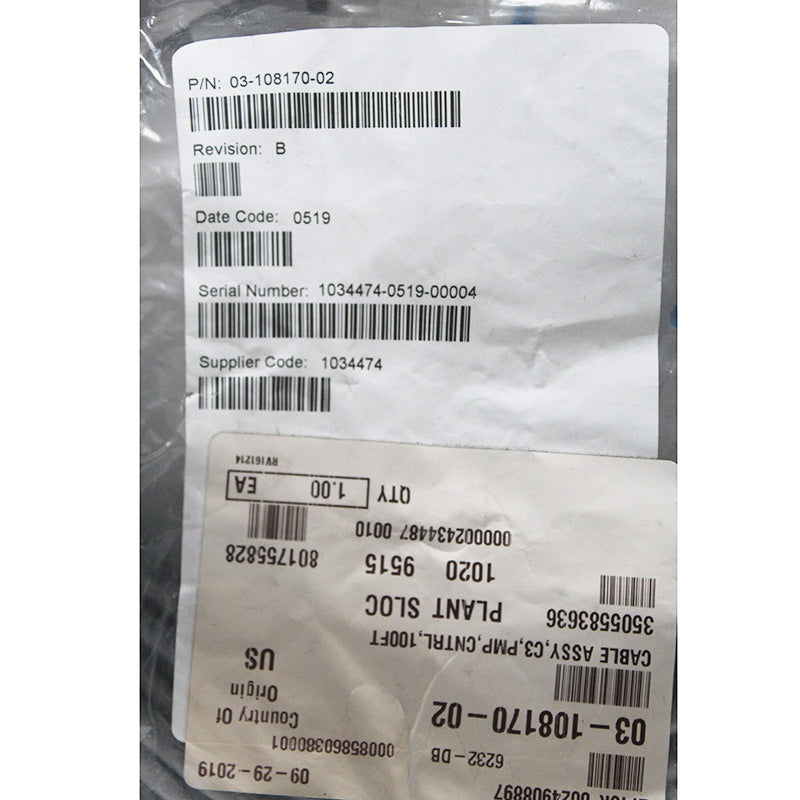 P/N: 03-108170-02
Revision: B
Date Code: 0519
Serial Number: 1034474-0519-00004
Supplier Code: 1034474
0024908897
09-29-2019
6232-DB
03-108170-02
Country Of
Origin
US
CABLE ASSY,C3,PMP,CNTRL,100FT
3505583636
PLANT SLOC
1020 9515
801755828
000002434487 0010
QTY 1.00 EA
RV161214